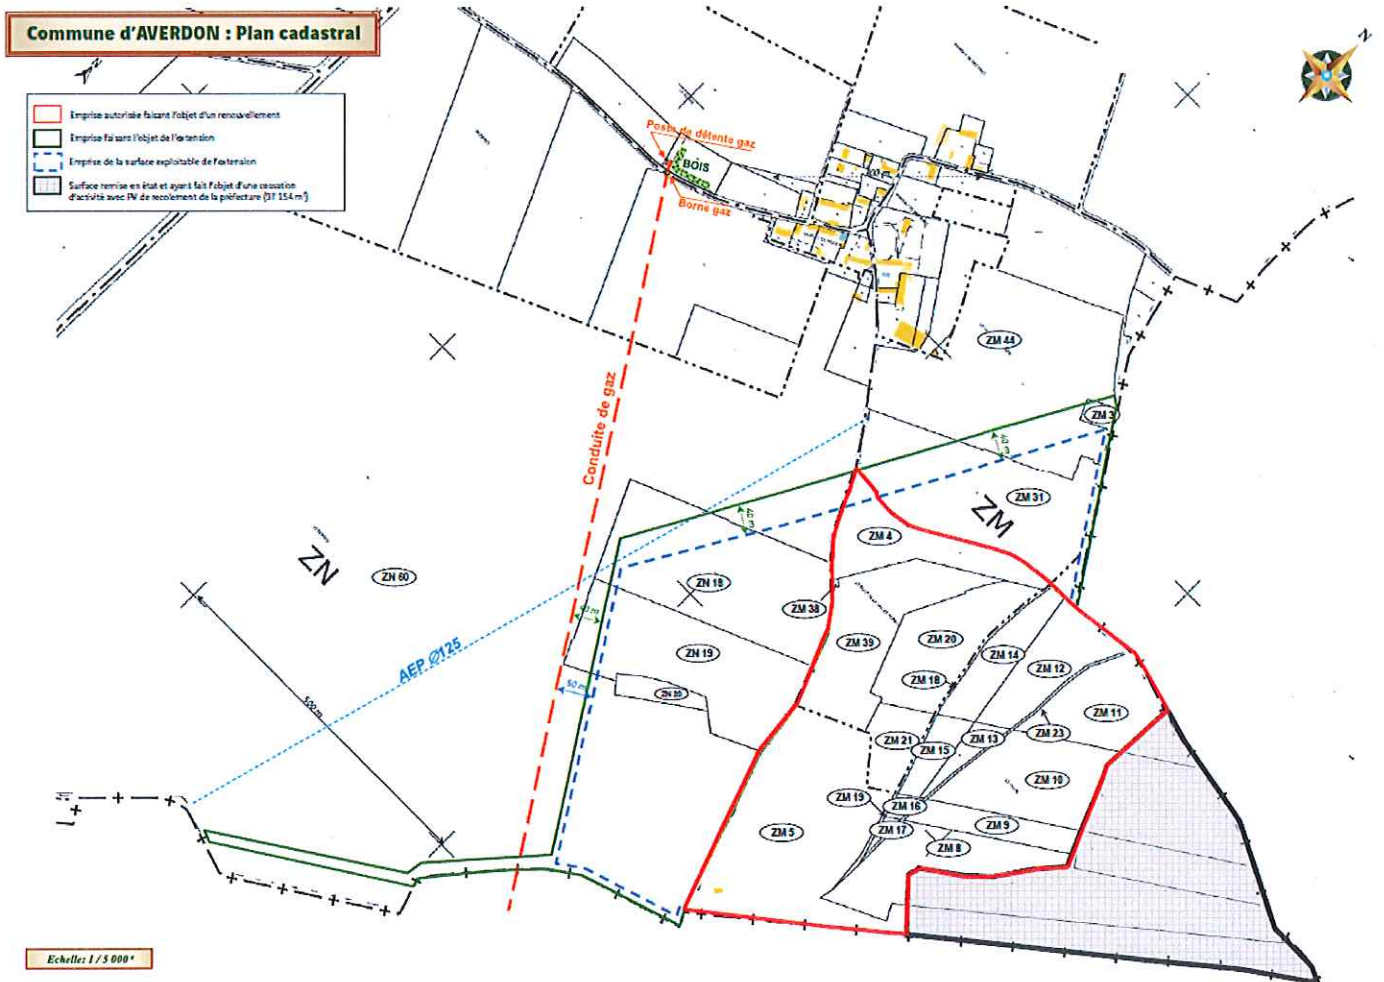 Commune d'AVERDON : Plan cadastral
N
Emprise autorisée faisant l'objet d'un renouvellement
Emprise faisant l'objet de l'extension
Emprise de la surface exploitable de l'extension
Surface remise en état et ayant fait l'objet d'une cessation
d'activité avec PV de recolement de la préfecture (37 154 m²)
Poste de détente gaz
BOIS
Borne gaz
ZM 44
ZM 3
Conduite de gaz
40 m
40 m
ZM 31
ZM
ZM 4
ZN
ZN 60
ZN 18
ZM 38
ZM 39
ZM 20
ZM 14
ZM 12
ZN 19
AEP Ø125
50 m
ZN 20
500 m
ZM 18
ZM 11
ZM 21
ZM 15
ZM 13
ZM 23
ZM 10
ZM 19
ZM 16
ZM 5
ZM 17
ZM 9
ZM 8
Echelle: 1 / 5 000°